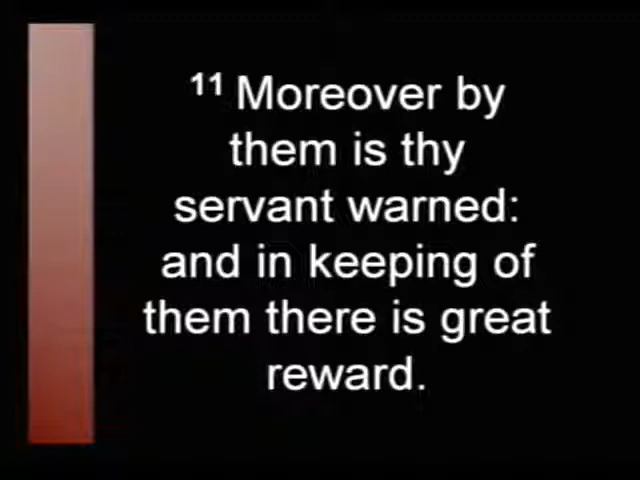 11 Moreover by
them is thy
servant warned:
and in keeping of
them there is great
reward.